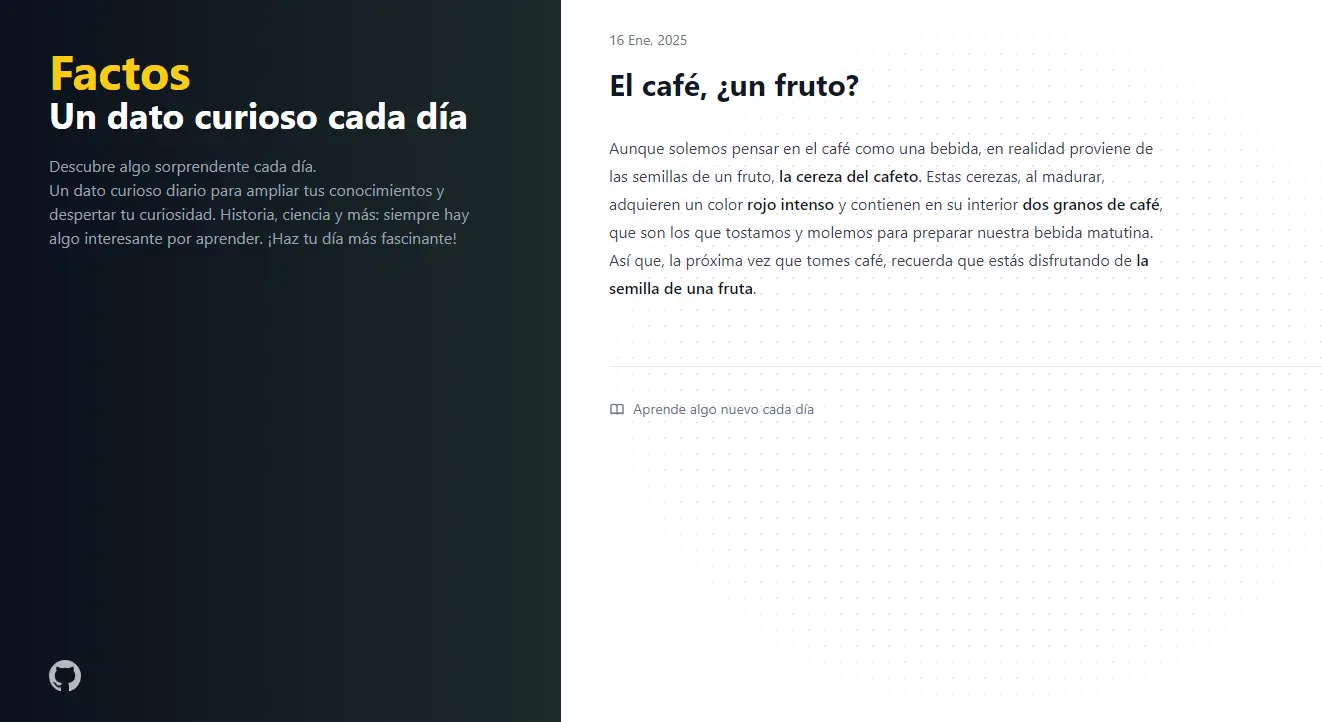 Factos
Un dato curioso cada día
Descubre algo sorprendente cada día.
Un dato curioso diario para ampliar tus conocimientos y
despertar tu curiosidad. Historia, ciencia y más: siempre hay
algo interesante por aprender. ¡Haz tu día más fascinante!
16 Ene, 2025
El café, ¿un fruto?
Aunque solemos pensar en el café como una bebida, en realidad proviene de
las semillas de un fruto, la cereza del cafeto. Estas cerezas, al madurar,
adquieren un color rojo intenso y contienen en su interior dos granos de café,
que son los que tostamos y molemos para preparar nuestra bebida matutina.
Así que, la próxima vez que tomes café, recuerda que estás disfrutando de la
semilla de una fruta.
Aprende algo nuevo cada día